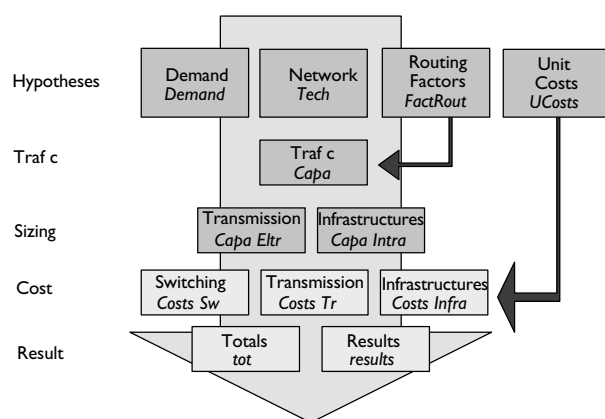 Hypotheses
Demand
Demand
Network
Tech
Routing
Factors
FactRout
Unit
Costs
UCosts
Traf c
Traf c
Capa
Sizing
Transmission
Capa Eltr
Infrastructures
Capa Intra
Cost
Switching
Costs Sw
Transmission
Costs Tr
Infrastructures
Costs Infra
Result
Totals
tot
Results
results